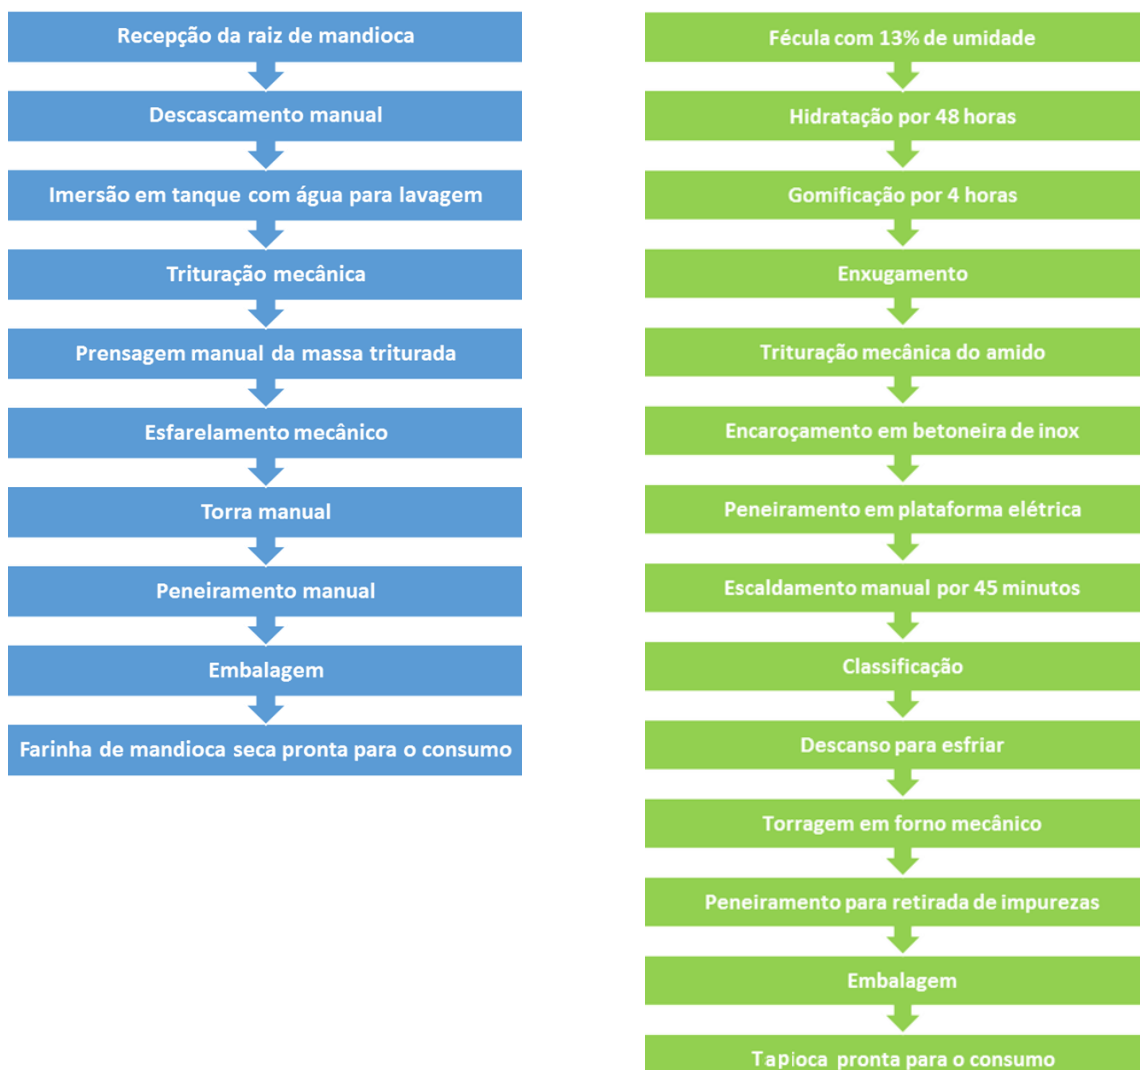 Recepção da raiz de mandioca
Descascamento manual
Imersão em tanque com água para lavagem
Trituração mecânica
Prensagem manual da massa triturada
Esfarelamento mecânico
Torra manual
Peneiramento manual
Embalagem
Farinha de mandioca seca pronta para o consumo
Fécula com 13% de umidade
Hidratação por 48 horas
Gomificação por 4 horas
Enxugamento
Trituração mecânica do amido
Encaroçamento em betoneira de inox
Peneiramento em plataforma elétrica
Escaldamento manual por 45 minutos
Classificação
Descanso para esfriar
Torragem em forno mecânico
Peneiramento para retirada de impurezas
Embalagem
Tapioca pronta para o consumo